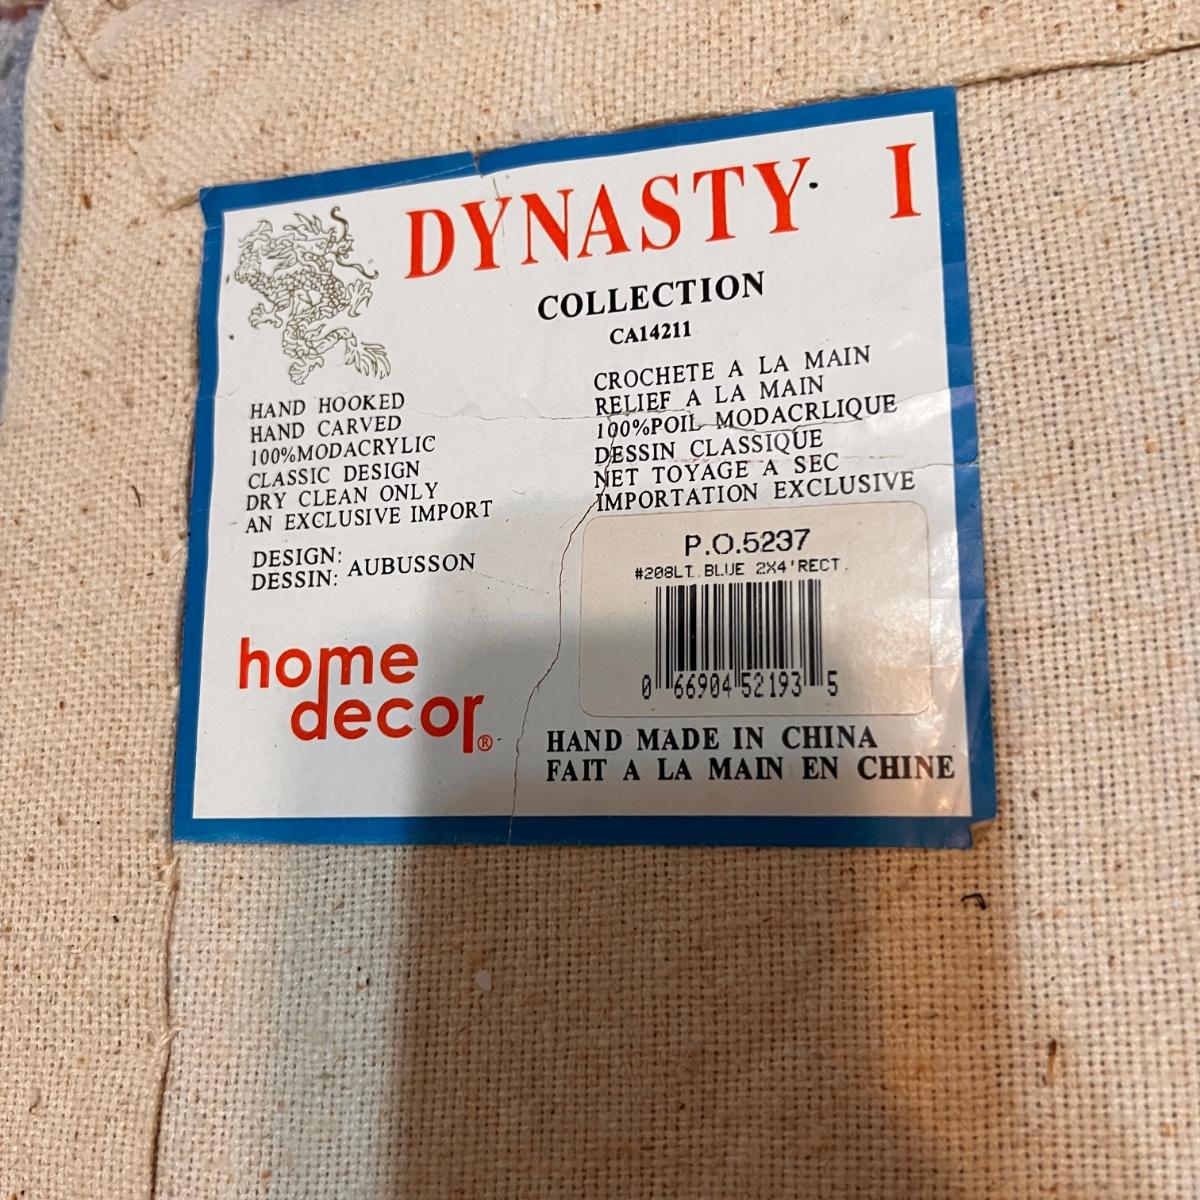 DYNASTY I
COLLECTION
CA14211
HAND HOOKED
HAND CARVED
100%MODACRYLIC
CLASSIC DESIGN
DRY CLEAN ONLY
AN EXCLUSIVE IMPORT
DESIGN:
DESSIN: AUBUSSON
CROCHETE A LA MAIN
RELIEF A LA MAIN
100%POIL MODACRLIQUE
DESSIN CLASSIQUE
NET TOYAGE A SEC
IMPORTATION EXCLUSIVE
P.O.5237
#208LT.BLUE 2X4'RECT.
0 66904 52193 5
home
decor®
HAND MADE IN CHINA
FAIT A LA MAIN EN CHINE